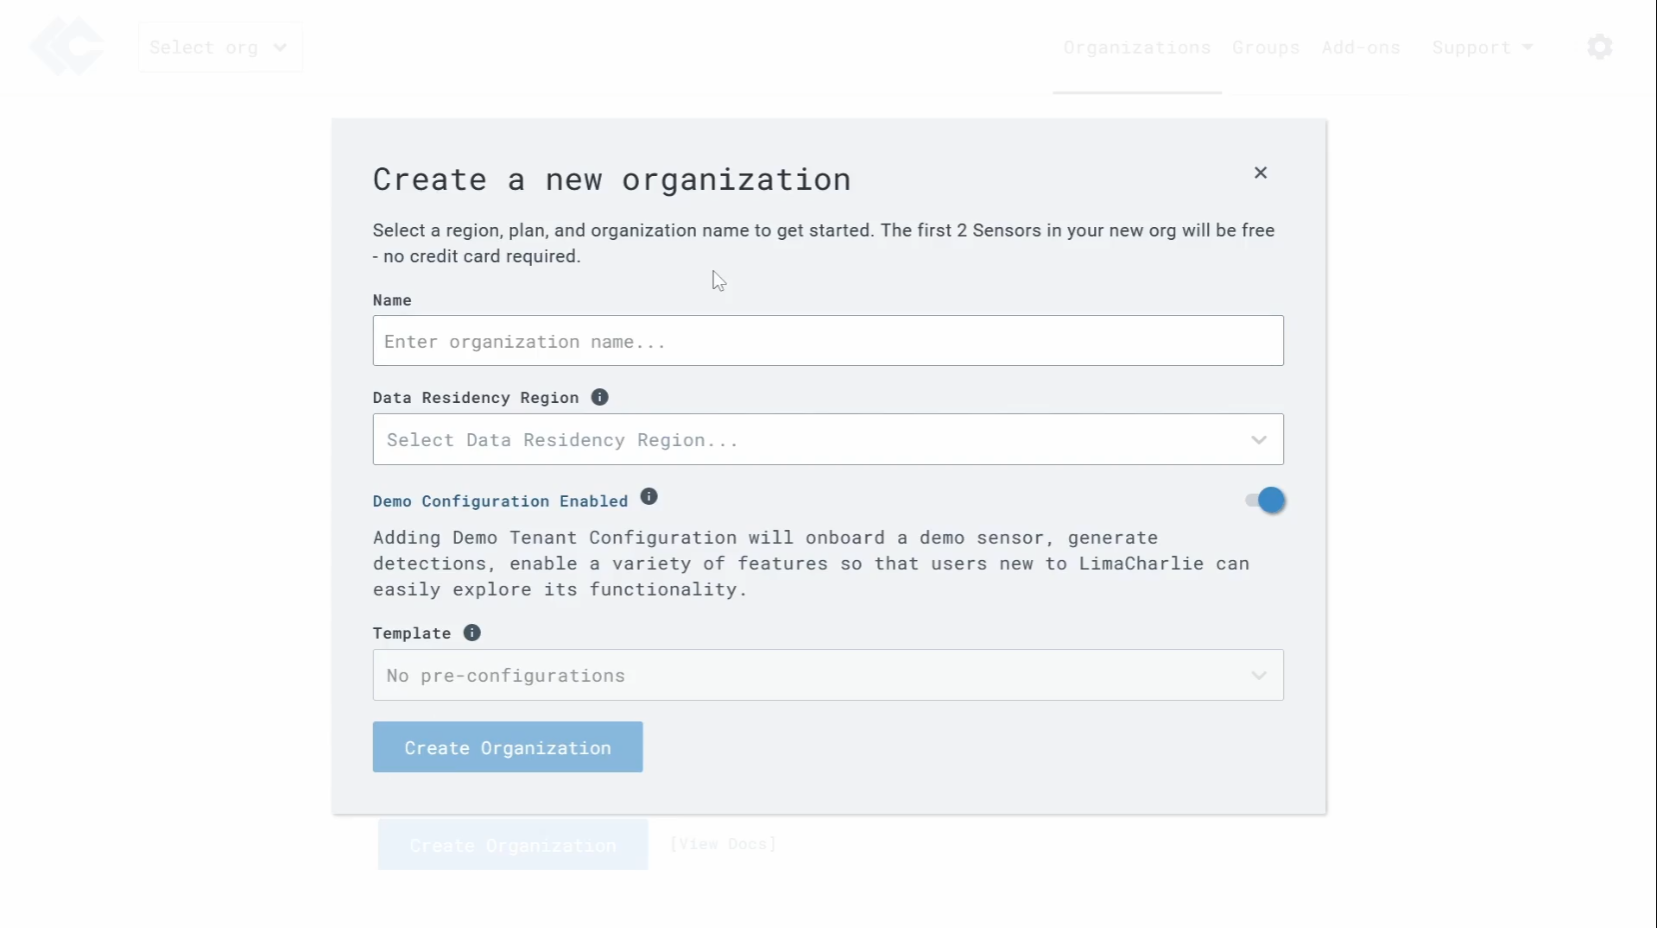 Select org
Organizations
Groups
Add-ons
Support
Create a new organization
Select a region, plan, and organization name to get started. The first 2 Sensors in your new org will be free
- no credit card required.
Name
Enter organization name...
Data Residency Region
Select Data Residency Region...
Demo Configuration Enabled
Adding Demo Tenant Configuration will onboard a demo sensor, generate
detections, enable a variety of features so that users new to LimaCharlie can
easily explore its functionality.
Template
No pre-configurations
Create Organization
Create Organization
[View Docs]